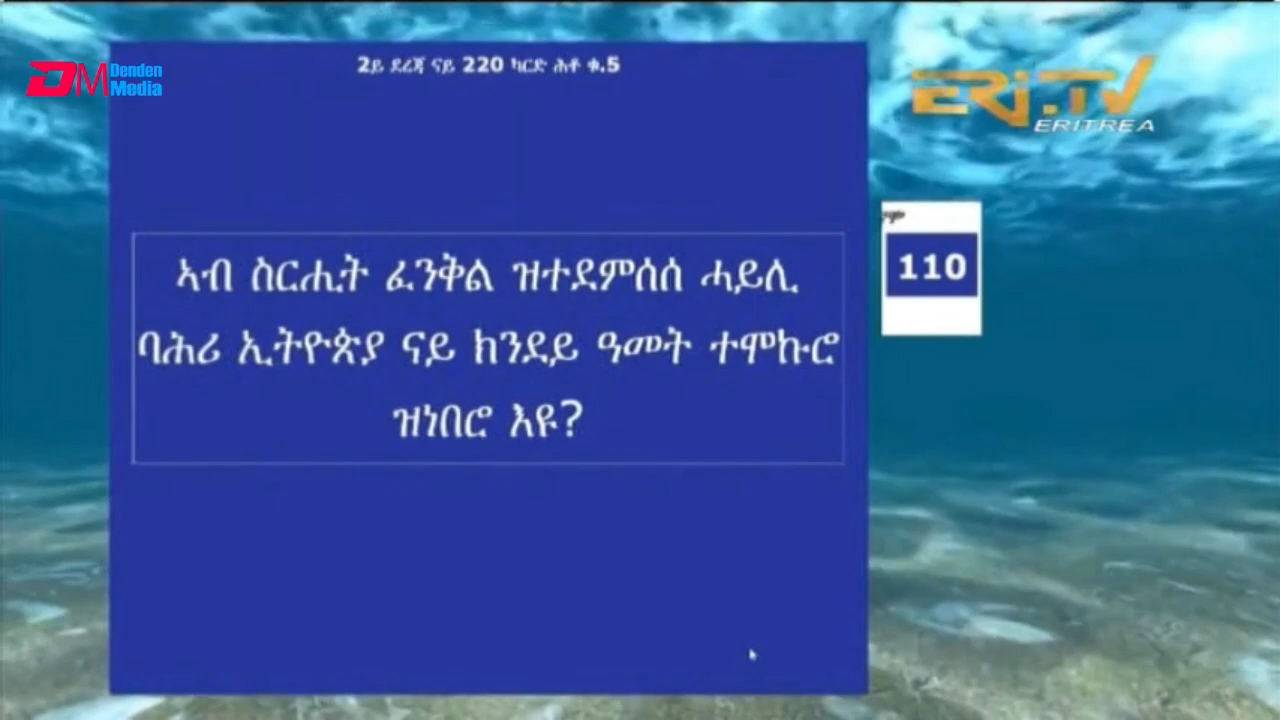 2ይ ደረጃ ናይ 220 ካርድ ሕቶ ቁ.5
DM Denden Media
ERi.TV
ERITREA
110
ኣብ ስርሒት ፈንቅል ዝተደምሰሰ ሓይሊ
ባሕሪ ኢትዮጵያ ናይ ክንደይ ዓመት ተሞኩሮ
ዝነበሮ እዩ?